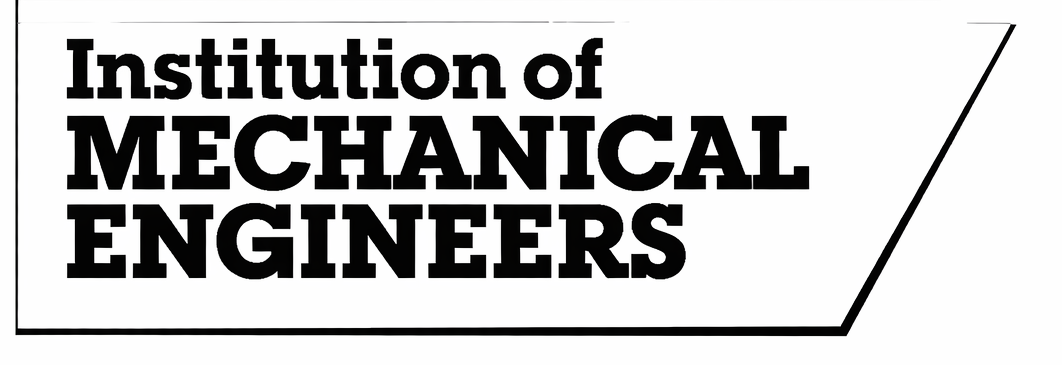 Institution of
MECHANICAL
ENGINEERS